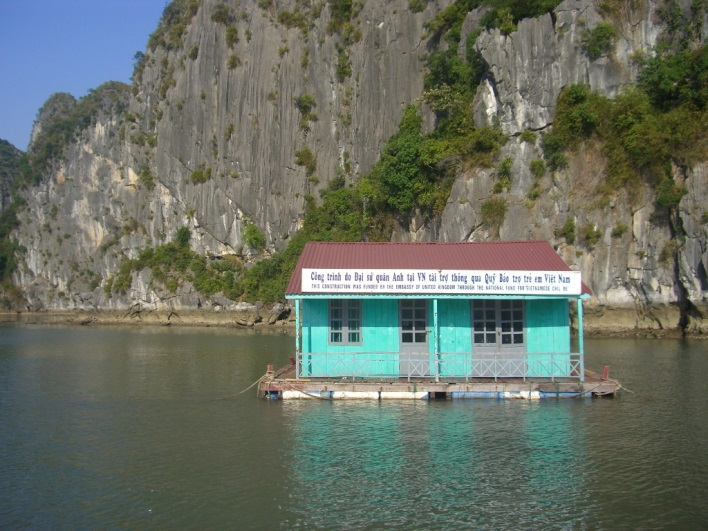 Công trình do Đại sứ quán Anh tại VN tài trợ thông qua Quỹ Bảo trợ trẻ em Việt Nam
THIS CONSTRUCTION WAS FUNDED BY THE EMBASSY OF UNITED KINGDOM THROUGH THE NATIONAL FUND FOR VIETNAMESE